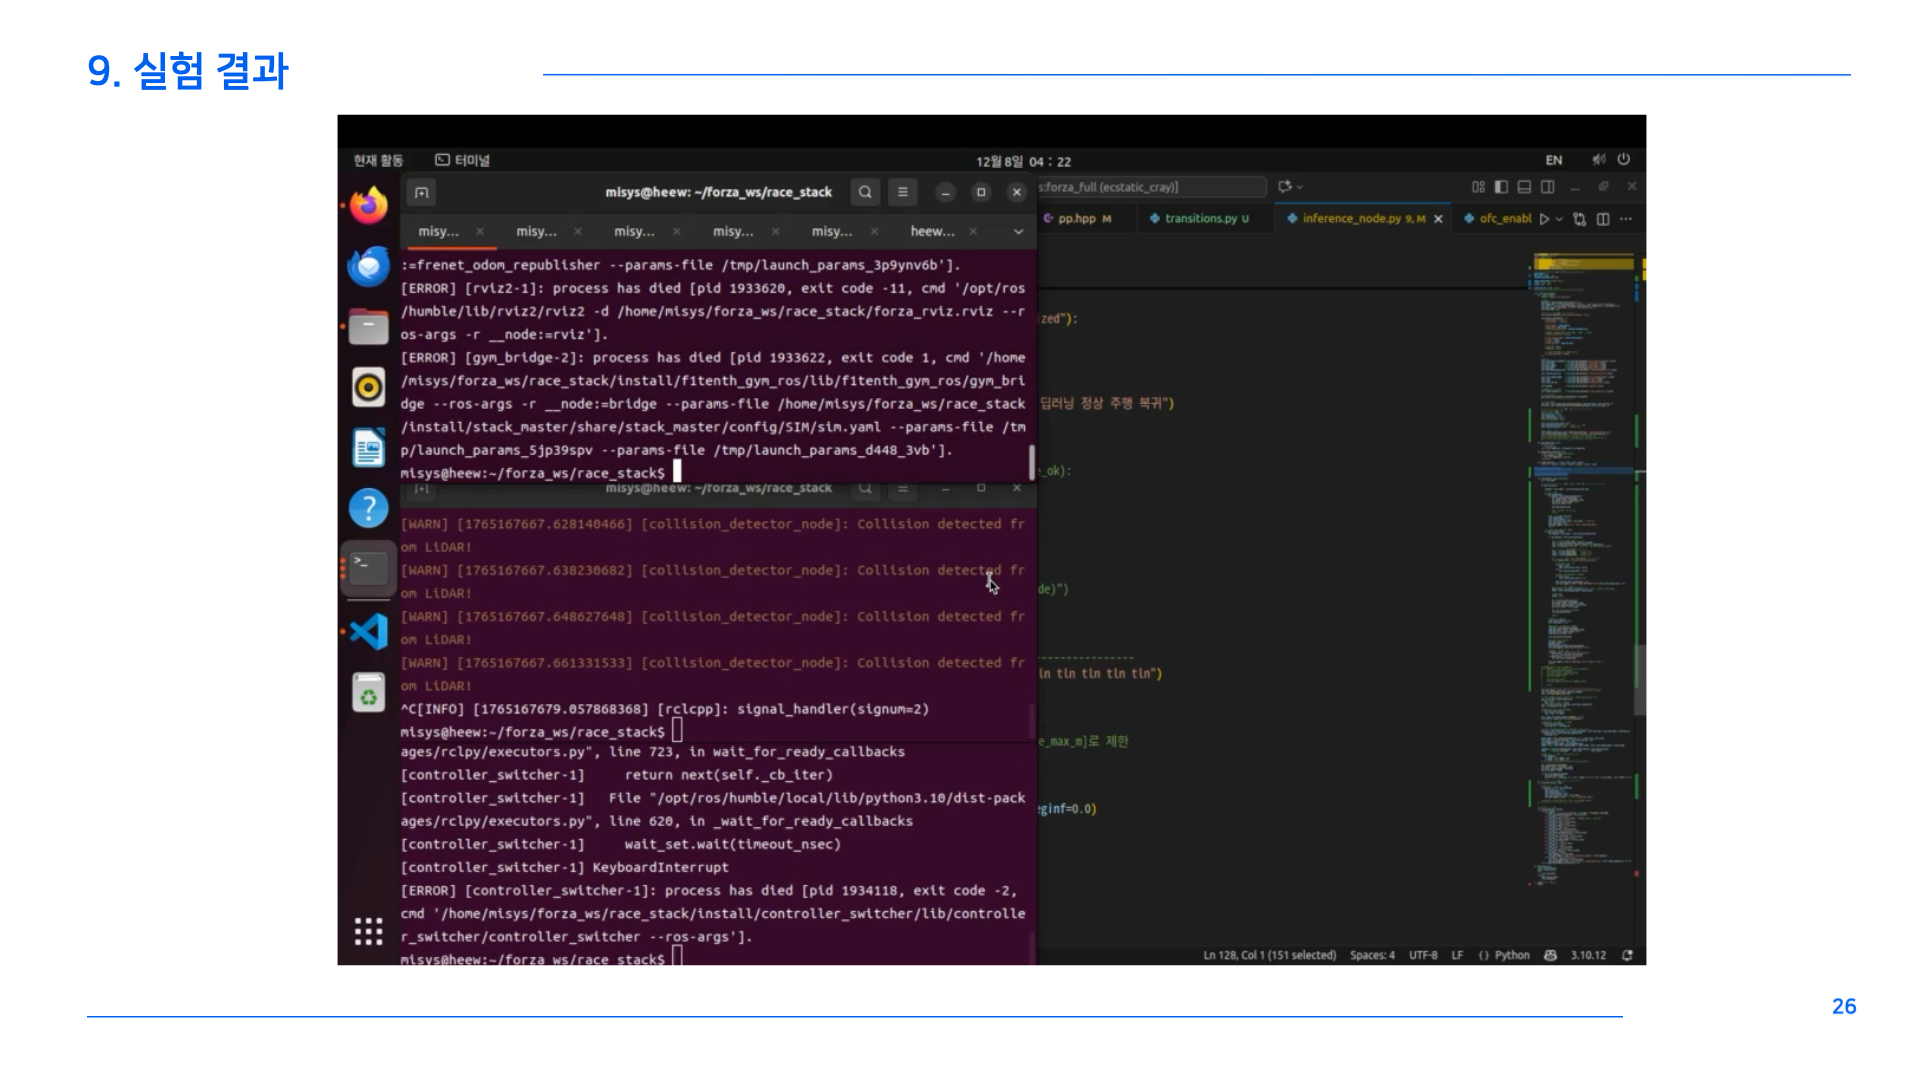 9. 실험 결과
현재 활동
터미널
12월 8일 04 : 22
EN
misys@heew: ~/forza_ws/race_stack
misy...
misy...
misy...
misy...
misy...
heew...
:=frenet_odom_republisher --params-file /tmp/launch_params_3p9ynv6b'].
[ERROR] [rviz2-1]: process has died [pid 1933620, exit code -11, cmd '/opt/ros
/humble/lib/rviz2/rviz2 -d /home/misys/forza_ws/race_stack/forza_rviz.rviz --r
os-args -r __node:=rviz'].
[ERROR] [gym_bridge-2]: process has died [pid 1933622, exit code 1, cmd '/home
/misys/forza_ws/race_stack/install/f1tenth_gym_ros/lib/f1tenth_gym_ros/gym_bri
dge --ros-args -r __node:=bridge --params-file /home/misys/forza_ws/race_stack
/install/stack_master/share/stack_master/config/SIM/sim.yaml --params-file /tm
p/launch_params_5jp39spv --params-file /tmp/launch_params_d448_3vb'].
misys@heew:~/forza_ws/race_stack$
misys@heew: ~/forza_ws/race_stack
[WARN] [1765167667.628140466] [collision_detector_node]: Collision detected fr
om LiDAR!
[WARN] [1765167667.638230682] [collision_detector_node]: Collision detected fr
om LiDAR!
[WARN] [1765167667.648627648] [collision_detector_node]: Collision detected fr
om LiDAR!
[WARN] [1765167667.661331533] [collision_detector_node]: Collision detected fr
om LiDAR!
^C[INFO] [1765167679.057868368] [rclcpp]: signal_handler(signum=2)
misys@heew:~/forza_ws/race_stack$
ages/rclpy/executors.py", line 723, in wait_for_ready_callbacks
[controller_switcher-1]     return next(self._cb_iter)
[controller_switcher-1]   File "/opt/ros/humble/local/lib/python3.10/dist-pack
ages/rclpy/executors.py", line 620, in _wait_for_ready_callbacks
[controller_switcher-1]     wait_set.wait(timeout_nsec)
[controller_switcher-1] KeyboardInterrupt
[ERROR] [controller_switcher-1]: process has died [pid 1934118, exit code -2,
cmd '/home/misys/forza_ws/race_stack/install/controller_switcher/lib/controlle
r_switcher/controller_switcher --ros-args'].
misys@heew:~/forza_ws/race_stack$
s:forza_full (ecstatic_cray)]
pp.hpp M
transitions.py U
inference_node.py 9, M
ofc_enabl
zed"):
딥러닝 정상 주행 복귀")
_ok):
de)")
ln tln tln tln tln")
e_max_m]로 제한
eginf=0.0)
Ln 128, Col 1 (151 selected)
Spaces: 4
UTF-8
LF
Python
3.10.12
26